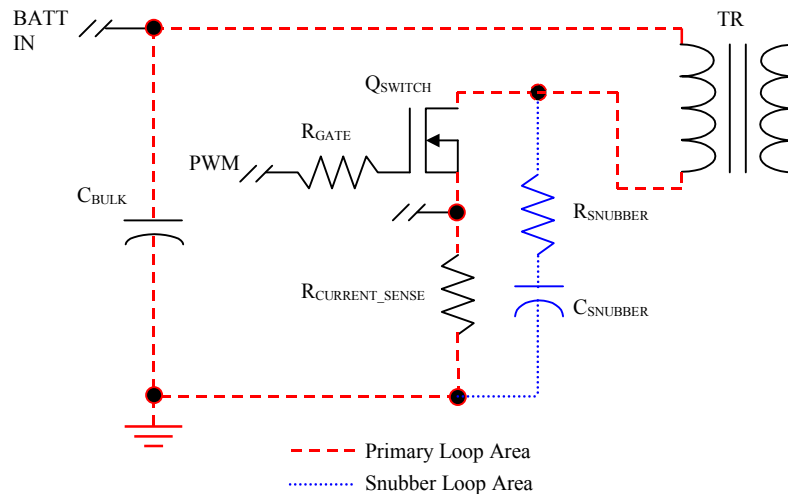 BATT
IN
TR
QSWITCH
RGATE
PWM
CBULK
RSNUBBER
RCURRENT_SENSE
CSNUBBER
Primary Loop Area
Snubber Loop Area